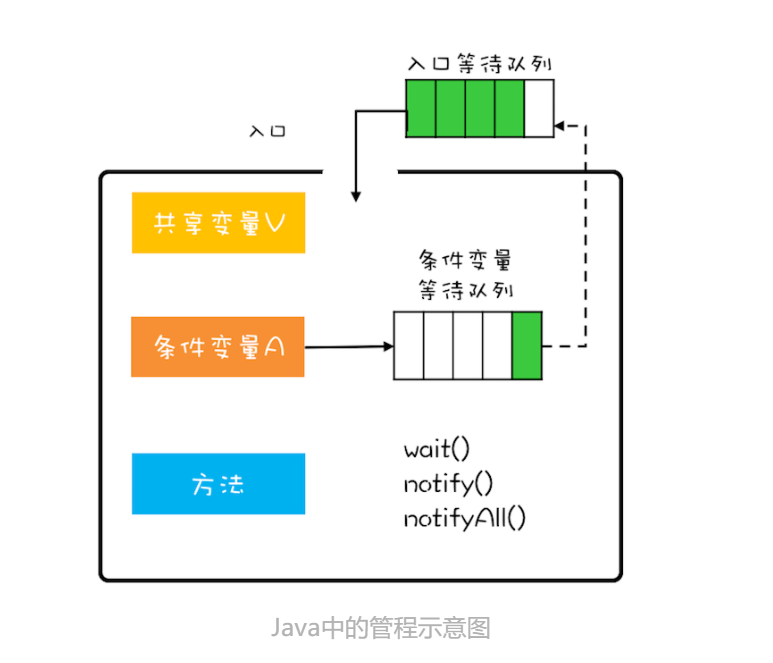 入口等待队列
入口
共享变量V
条件变量
等待队列
条件变量A
方法
wait()
notify()
notifyAll()
Java中的管程示意图